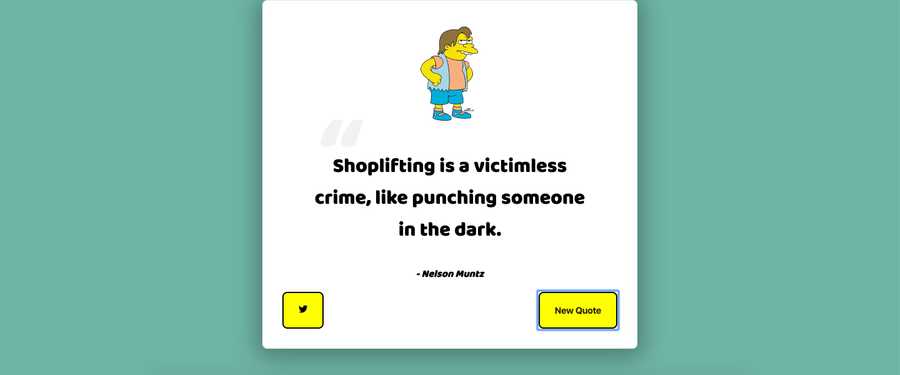 “
Shoplifting is a victimless
crime, like punching someone
in the dark.
- Nelson Muntz
New Quote